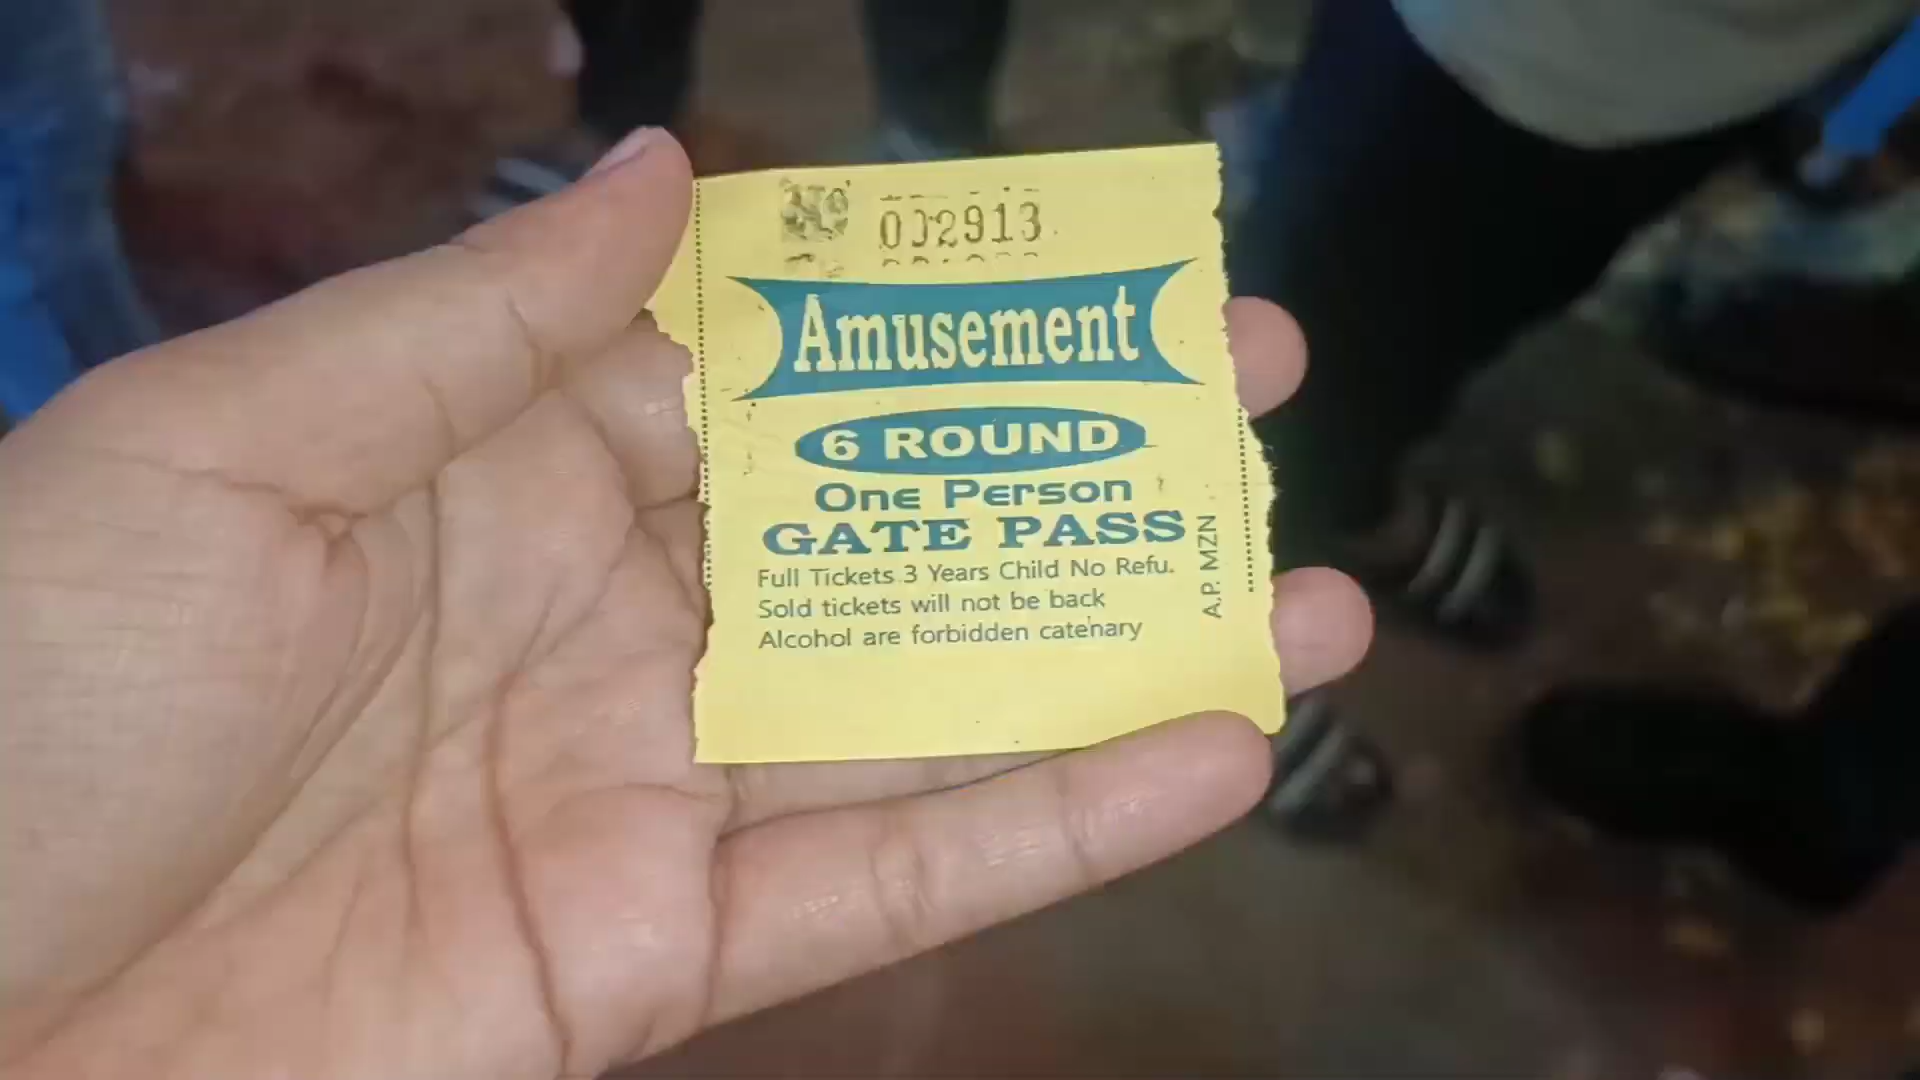 No 002913
Amusement
6 ROUND
One Person
GATE PASS
Full Tickets 3 Years Child No Refu.
Sold tickets will not be back
Alcohol are forbidden catenary
A.P. MZN